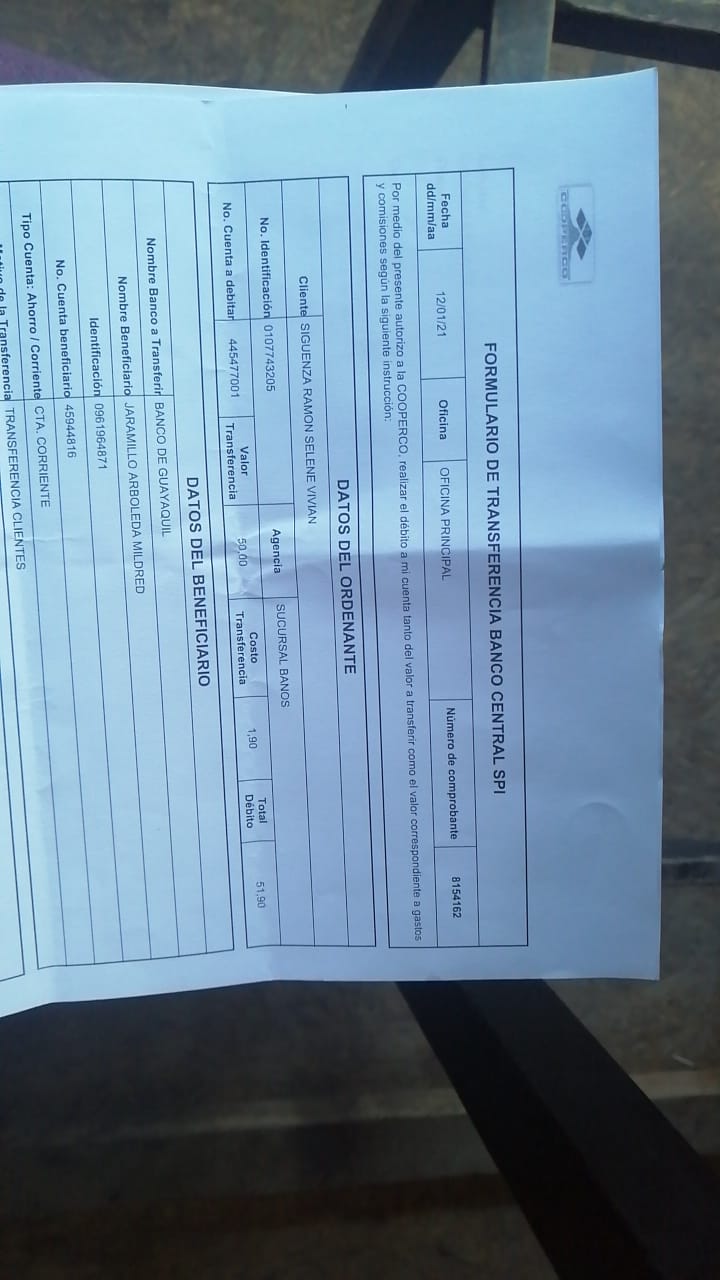 COOPERCO
FORMULARIO DE TRANSFERENCIA BANCO CENTRAL SPI
Fecha dd/mm/aa 12/01/21 Oficina OFICINA PRINCIPAL Número de comprobante 8154162
Por medio del presente autorizo a la COOPERCO, realizar el débito a mi cuenta tanto del valor a transferir como el valor correspondiente a gastos
y comisiones según la siguiente instrucción:
DATOS DEL ORDENANTE
Cliente SIGUENZA RAMON SELENE VIVIAN
No. Identificación 0107743205 Agencia SUCURSAL BANOS
No. Cuenta a debitar 445477001 Valor Transferencia 50,00 Costo Transferencia 1,90 Total Débito 51,90
DATOS DEL BENEFICIARIO
Nombre Banco a Transferir BANCO DE GUAYAQUIL
Nombre Beneficiario JARAMILLO ARBOLEDA MILDRED
Identificación 0961964871
No. Cuenta beneficiario 45944816
Tipo Cuenta: Ahorro / Corriente CTA. CORRIENTE
Motivo de la Transferencia TRANSFERENCIA CLIENTES